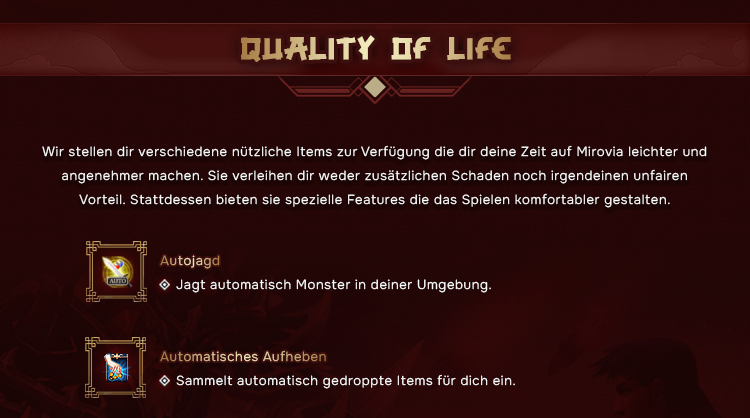 QUALITY OF LIFE
Wir stellen dir verschiedene nützliche Items zur Verfügung die dir deine Zeit auf Mirovia leichter und
angenehmer machen. Sie verleihen dir weder zusätzlichen Schaden noch irgendeinen unfairen
Vorteil. Stattdessen bieten sie spezielle Features die das Spielen komfortabler gestalten.
Autojagd
AUTO
Jagt automatisch Monster in deiner Umgebung.
Automatisches Aufheben
Sammelt automatisch gedroppte Items für dich ein.